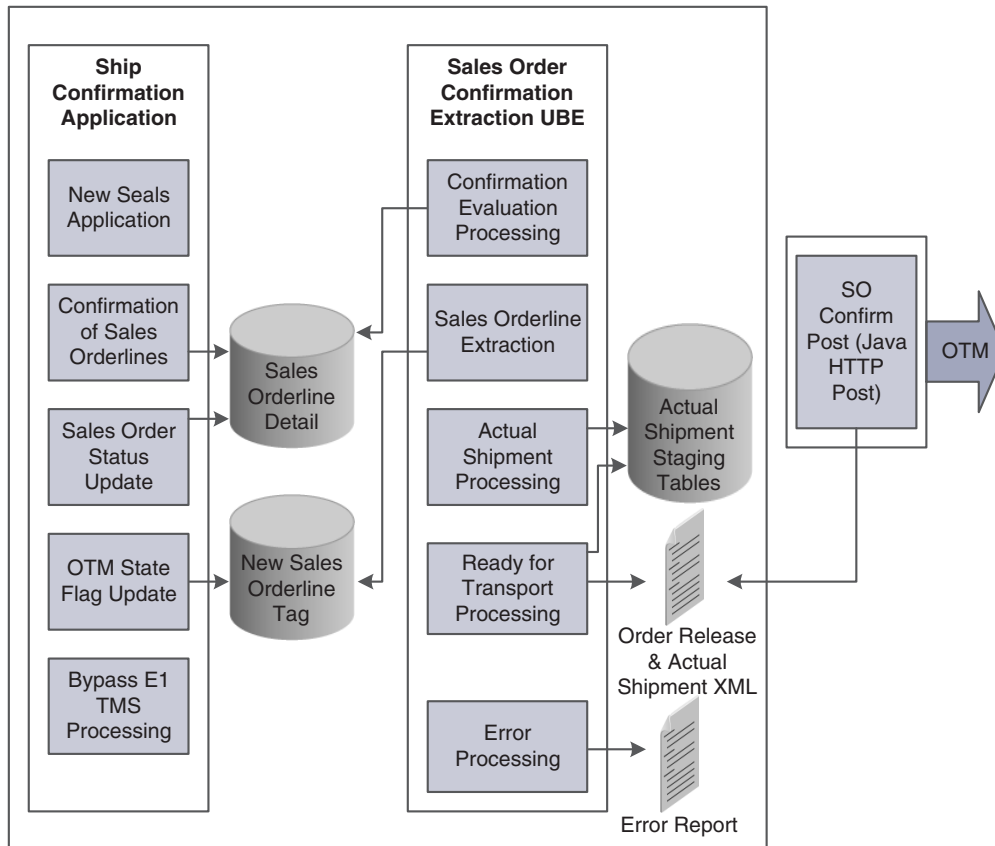 Ship
Confirmation
Application
New Seals
Application
Confirmation
of Sales
Orderlines
Sales Order
Status
Update
OTM State
Flag Update
Bypass E1
TMS
Processing
Sales
Orderline
Detail
New Sales
Orderline
Tag
Sales Order
Confirmation
Extraction UBE
Confirmation
Evaluation
Processing
Sales Orderline
Extraction
Actual
Shipment
Processing
Ready for
Transport
Processing
Error
Processing
Actual
Shipment
Staging
Tables
Order Release
& Actual
Shipment XML
Error Report
SO
Confirm
Post (Java
HTTP
Post)
OTM